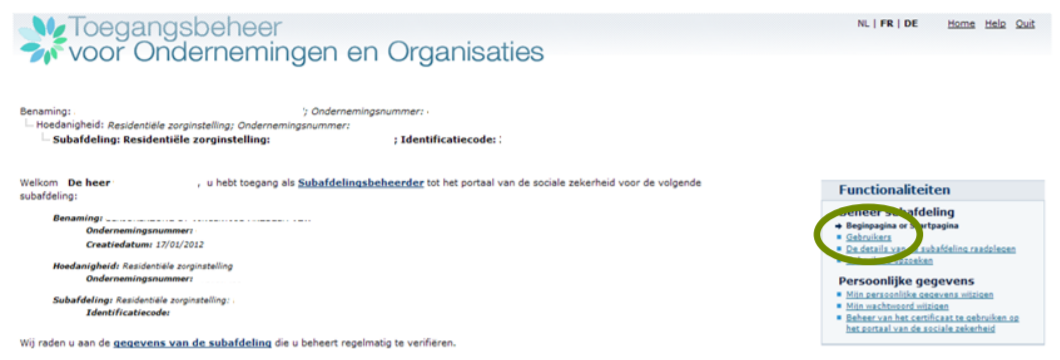 Toegangsbeheer
voor Ondernemingen en Organisaties
NL | FR | DE Home Help Quit
Benaming: ; Ondernemingsnummer:
Hoedanigheid: Residentiële zorginstelling; Ondernemingsnummer:
Subafdeling: Residentiële zorginstelling: ; Identificatiecode:
Welkom De heer , u hebt toegang als Subafdelingsbeheerder tot het portaal van de sociale zekerheid voor de volgende
subafdeling:
Benaming:
Ondernemingsnummer:
Creatiedatum: 17/01/2012
Hoedanigheid: Residentiële zorginstelling
Ondernemingsnummer:
Subafdeling: Residentiële zorginstelling:
Identificatiecode:
Wij raden u aan de gegevens van de subafdeling die u beheert regelmatig te verifiëren.
Functionaliteiten
Beheer subafdeling
Beginpagina or Startpagina
Gebruikers
De details van de subafdeling raadplegen
opzoeken
Persoonlijke gegevens
Mijn persoonlijke gegevens wijzigen
Mijn wachtwoord wijzigen
Beheer van het certificaat te gebruiken op
het portaal van de sociale zekerheid